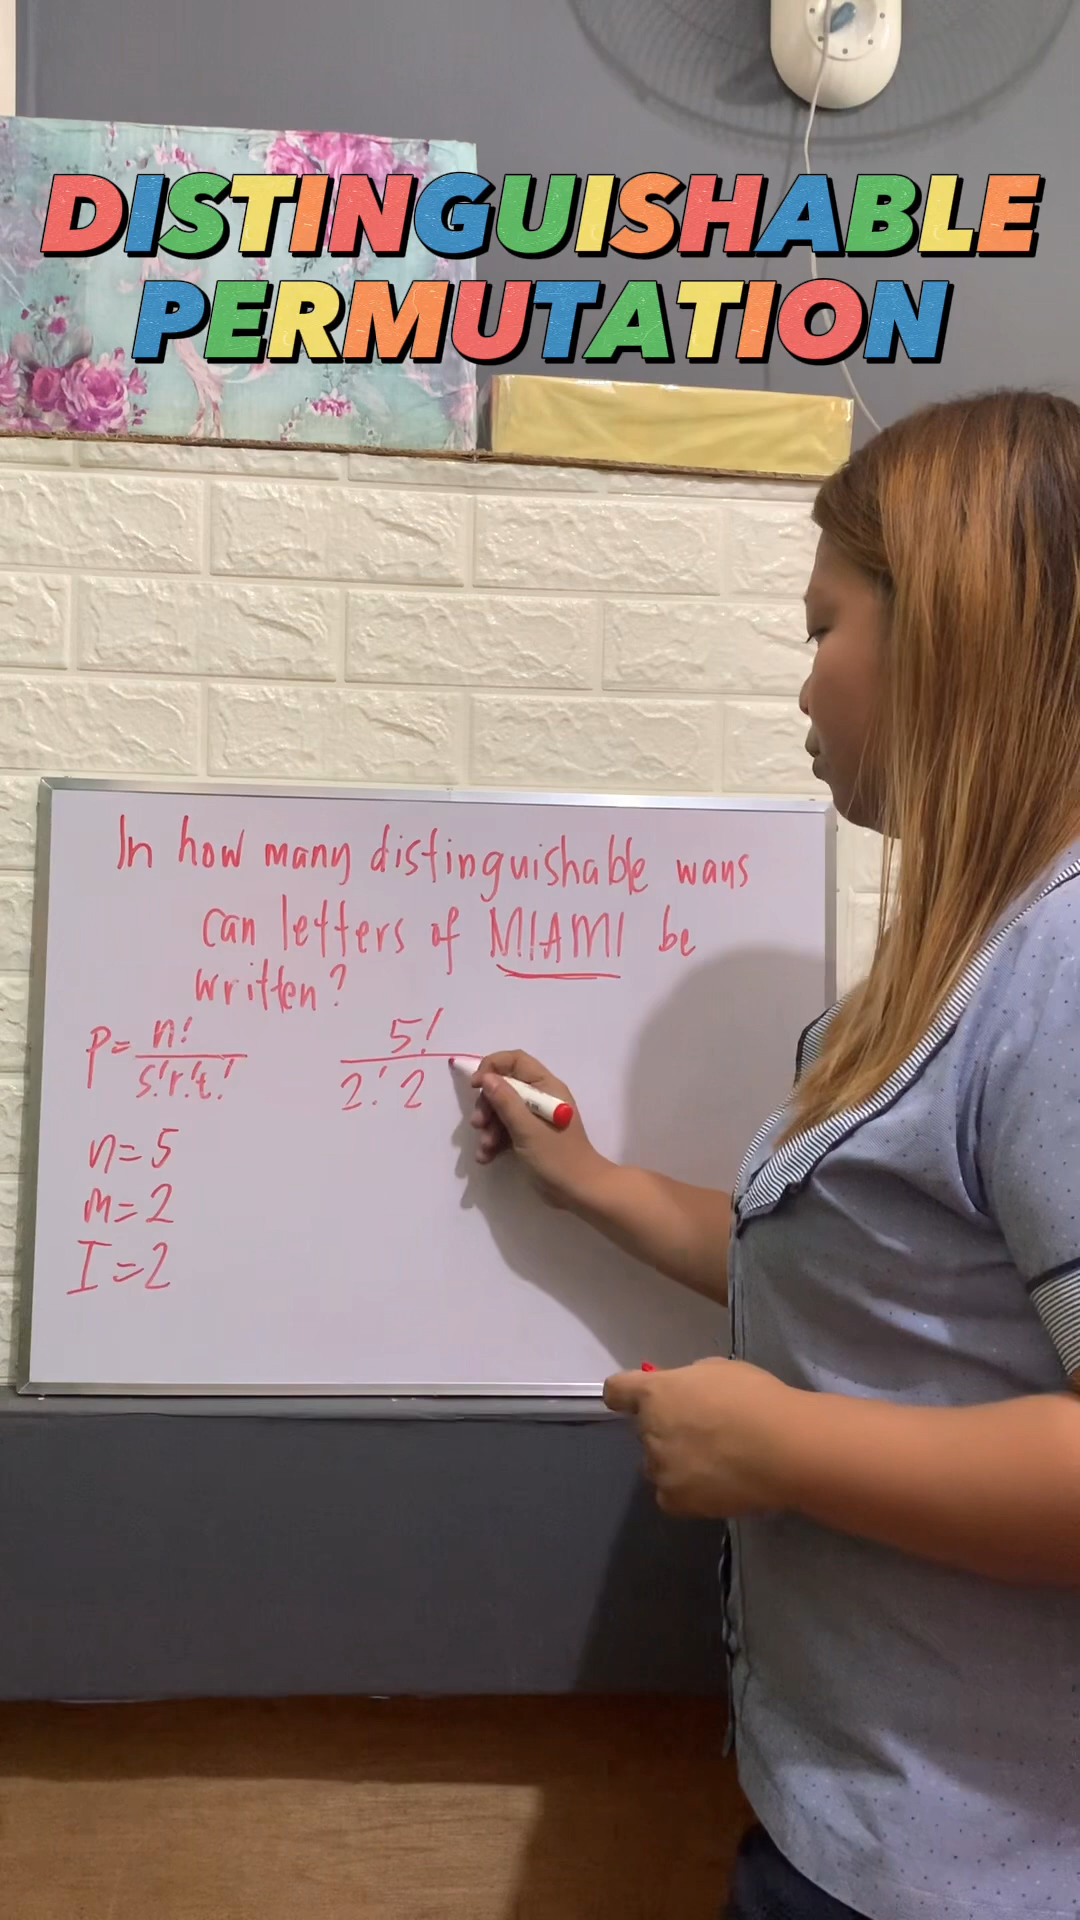 DISTINGUISHABLE
PERMUTATION
In how many distinguishable ways
can letters of MIAMI be
written?
P = n! / s!r!t!
5! / 2! 2
n = 5
m = 2
I = 2